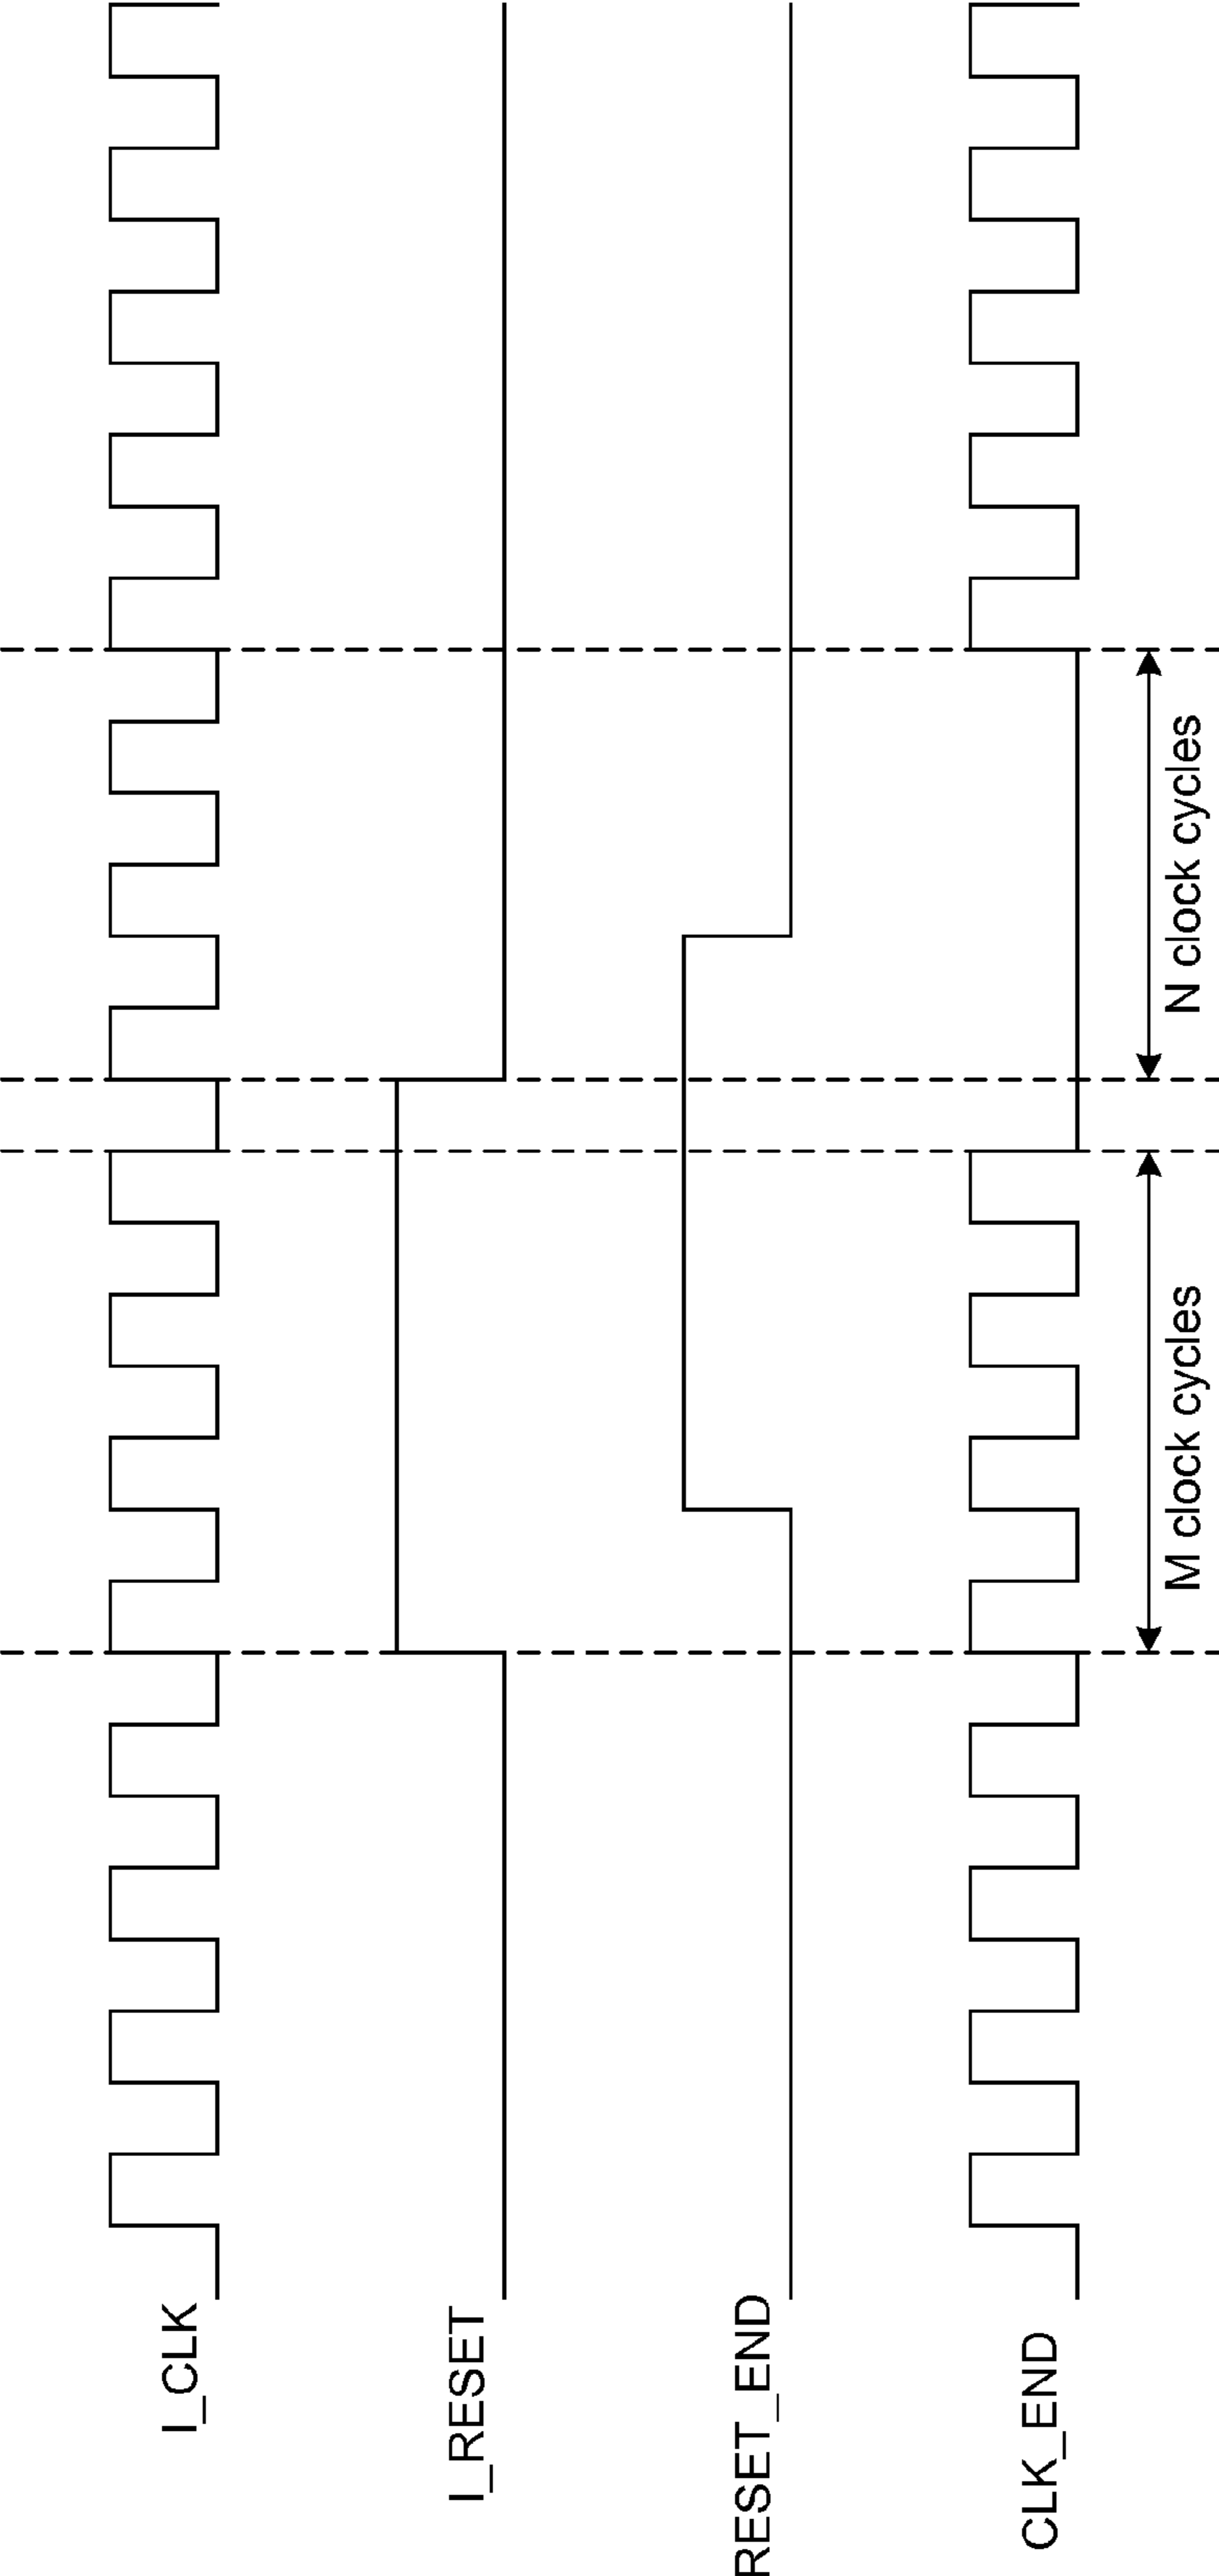 I_CLK
I_RESET
RESET_END
CLK_END
M clock cycles
N clock cycles